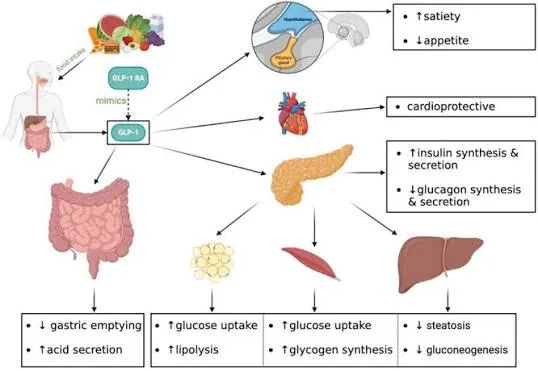 food intake
GLP-1 RA
mimics
GLP-1
Hypothalamus
Pituitary
gland
• ↑satiety
• ↓appetite
• cardioprotective
• ↑insulin synthesis &
secretion
• ↓glucagon synthesis
& secretion
• ↓ gastric emptying
• ↑acid secretion
• ↑glucose uptake
• ↑lipolysis
• ↑glucose uptake
• ↑glycogen synthesis
• ↓ steatosis
• ↓ gluconeogenesis